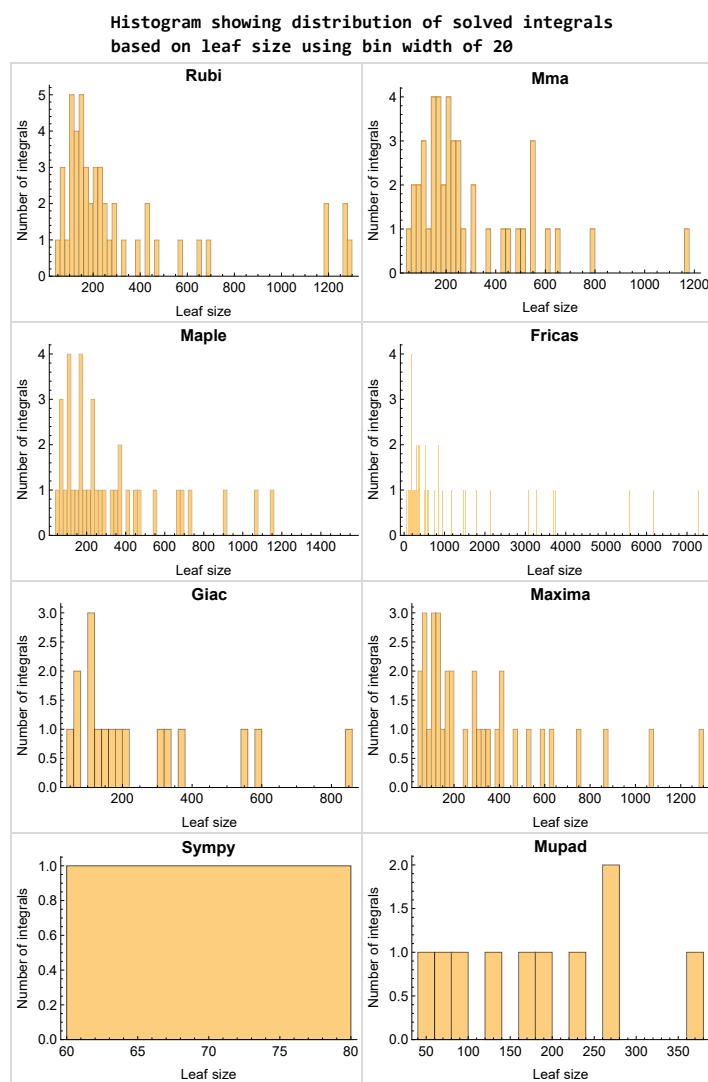 Histogram showing distribution of solved integrals
based on leaf size using bin width of 20
Rubi
Number of integrals
5
4
3
2
1
0
200 400 600 800 1000 1200
Leaf size
Mma
Number of integrals
4
3
2
1
0
200 400 600 800 1000 1200
Leaf size
Maple
Number of integrals
4
3
2
1
0
200 400 600 800 1000 1200 1400
Leaf size
Fricas
Number of integrals
4
3
2
1
0
0 1000 2000 3000 4000 5000 6000 7000
Leaf size
Giac
Number of integrals
3.0
2.5
2.0
1.5
1.0
0.5
0.0
200 400 600 800
Leaf size
Maxima
Number of integrals
3.0
2.5
2.0
1.5
1.0
0.5
0.0
200 400 600 800 1000 1200
Leaf size
Sympy
Number of integrals
1.0
0.8
0.6
0.4
0.2
0.0
60 65 70 75 80
Leaf size
Mupad
Number of integrals
2.0
1.5
1.0
0.5
0.0
50 100 150 200 250 300 350
Leaf size